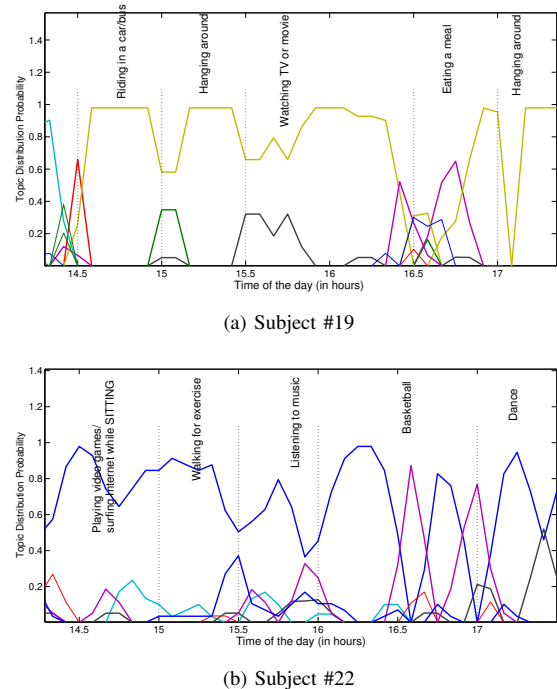 Topic Distribution Probability
1.4
1.2
1
0.8
0.6
0.4
0.2
Riding in a car/bus
Hanging around
Watching TV or movie
Eating a meal
Hanging around
14.5 15 15.5 16 16.5 17
Time of the day (in hours)
(a) Subject #19
Topic Distribution Probability
1.4
1.2
1
0.8
0.6
0.4
0.2
Playing video games/
surfing internet while SITTING
Walking for exercise
Listening to music
Basketball
Dance
14.5 15 15.5 16 16.5 17
Time of the day (in hours)
(b) Subject #22